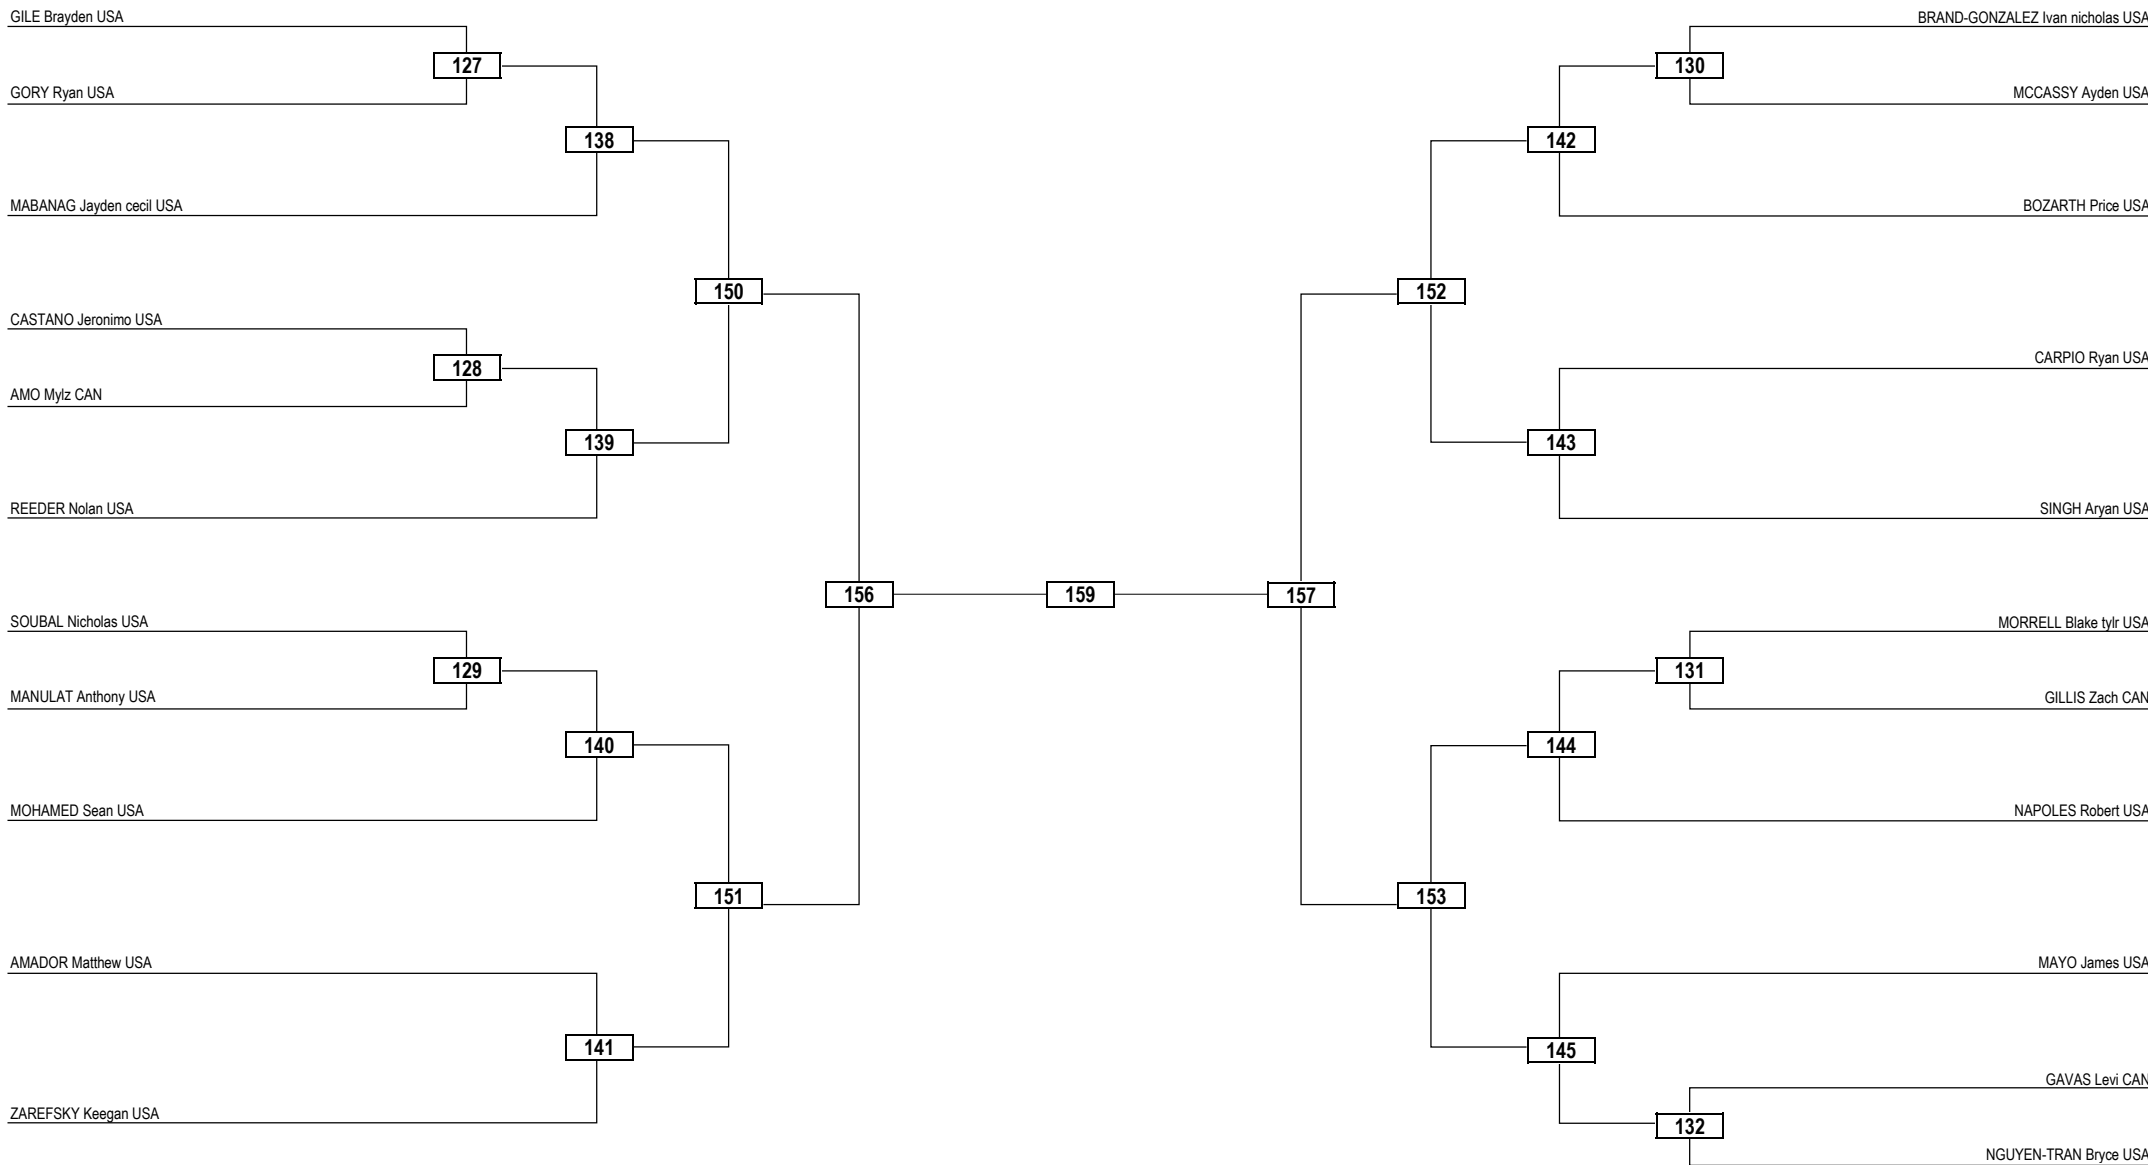 GILE Brayden USA
BRAND-GONZALEZ Ivan nicholas USA
127
130
GORY Ryan USA
MCCASSY Ayden USA
138
142
MABANAG Jayden cecil USA
BOZARTH Price USA
150
152
CASTANO Jeronimo USA
CARPIO Ryan USA
128
AMO Mylz CAN
139
143
REEDER Nolan USA
SINGH Aryan USA
156
159
157
SOUBAL Nicholas USA
MORRELL Blake tylr USA
129
131
MANULAT Anthony USA
GILLIS Zach CAN
140
144
MOHAMED Sean USA
NAPOLES Robert USA
151
153
AMADOR Matthew USA
MAYO James USA
141
145
GAVAS Levi CAN
ZAREFSKY Keegan USA
132
NGUYEN-TRAN Bryce USA